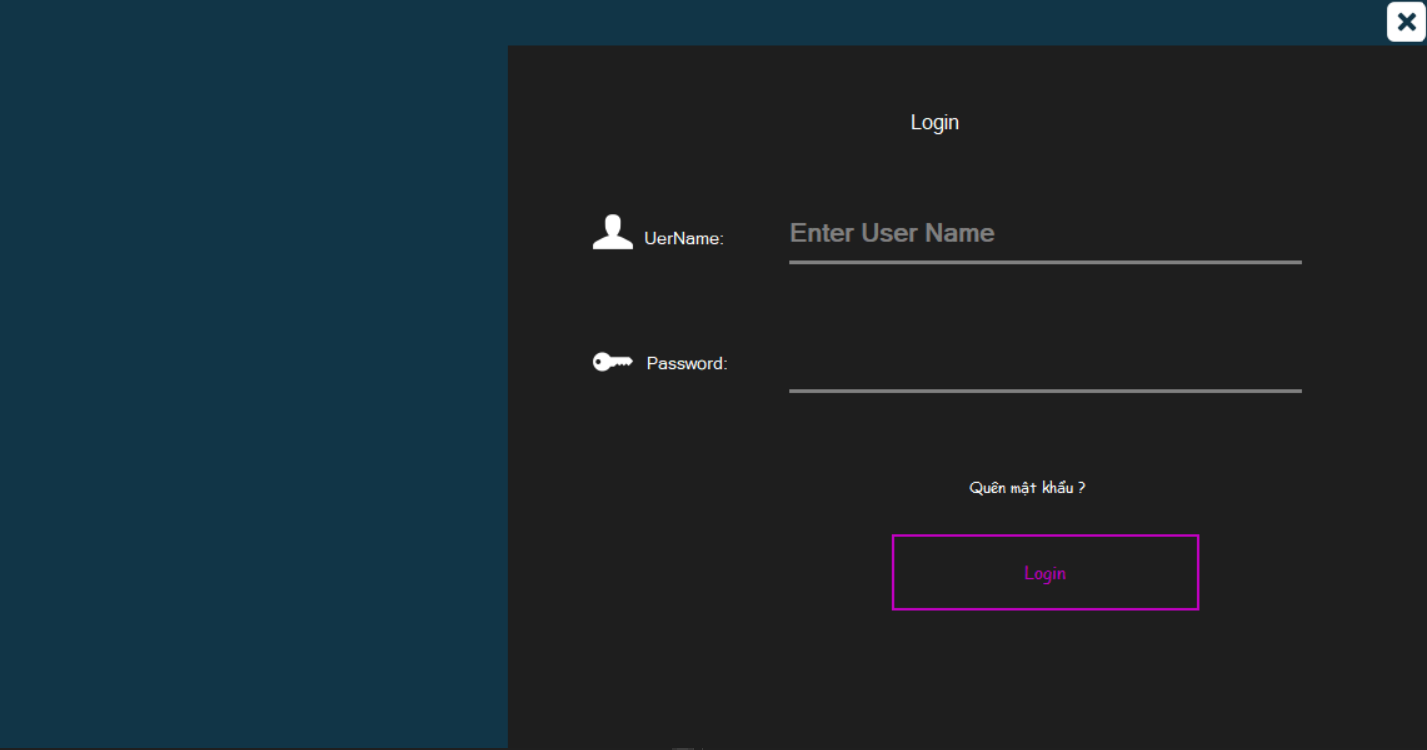 Login
UerName:
Enter User Name
Password:
Quên mật khẩu ?
Login